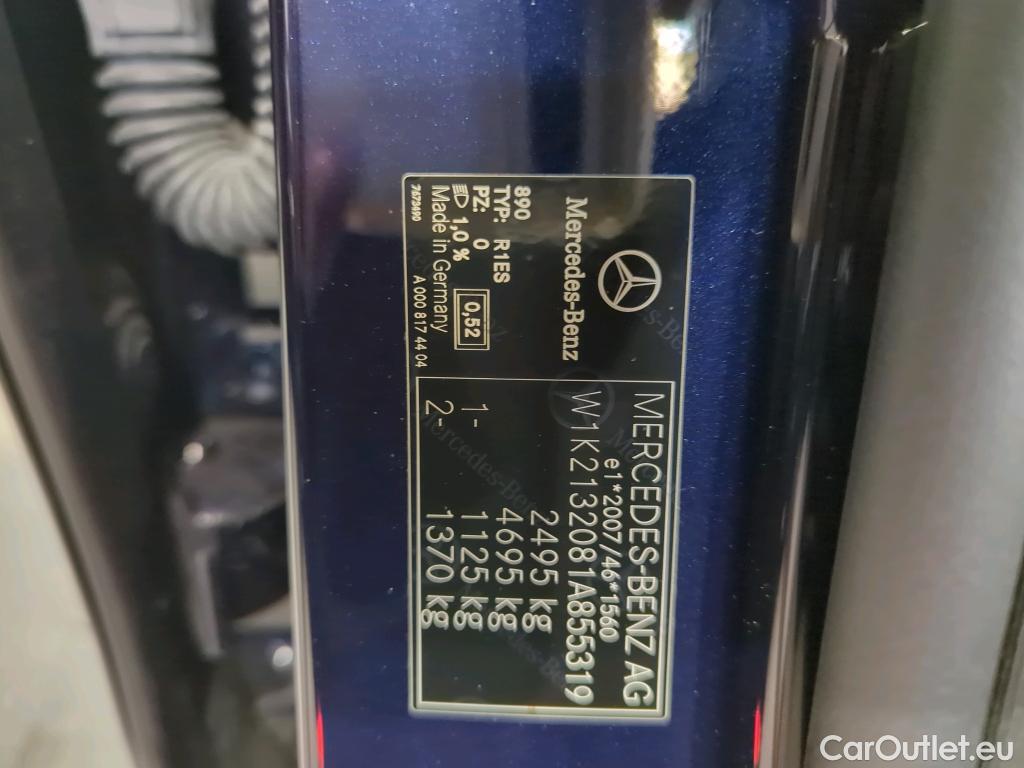 Mercedes-Benz
890
TYP: R1ES
PZ: 0
0,52
1,0 %
Made in Germany
7679490
A 000 817 44 04
MERCEDES-BENZ AG
e1*2007/46*1560
W1K2132081A855319
2495 kg
4695 kg
1- 1125 kg
2- 1370 kg
CarOutlet.eu